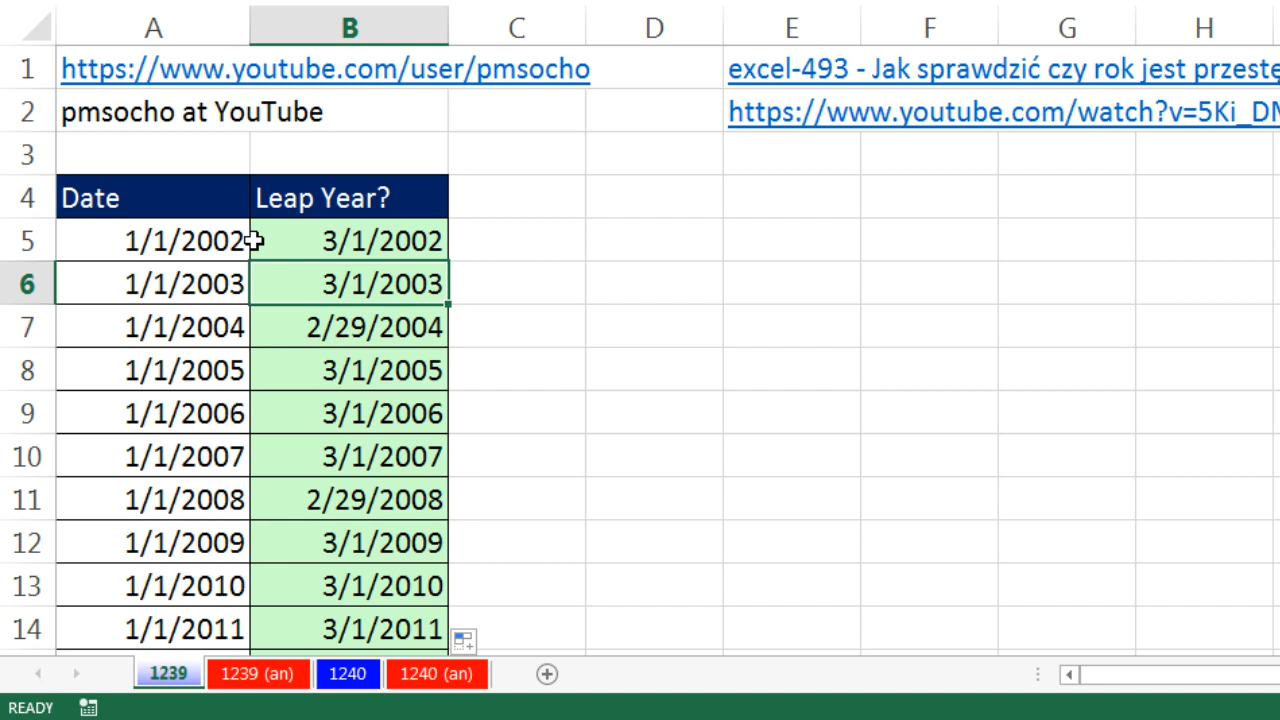 A B C D E F G H
1 https://www.youtube.com/user/pmsocho excel-493 - Jak sprawdzić czy rok jest
2 pmsocho at YouTube https://www.youtube.com/watch?v=5Ki_
3
4 Date Leap Year?
5 1/1/2002 3/1/2002
6 1/1/2003 3/1/2003
7 1/1/2004 2/29/2004
8 1/1/2005 3/1/2005
9 1/1/2006 3/1/2006
10 1/1/2007 3/1/2007
11 1/1/2008 2/29/2008
12 1/1/2009 3/1/2009
13 1/1/2010 3/1/2010
14 1/1/2011 3/1/2011
1239 1239 (an) 1240 1240 (an)
READY